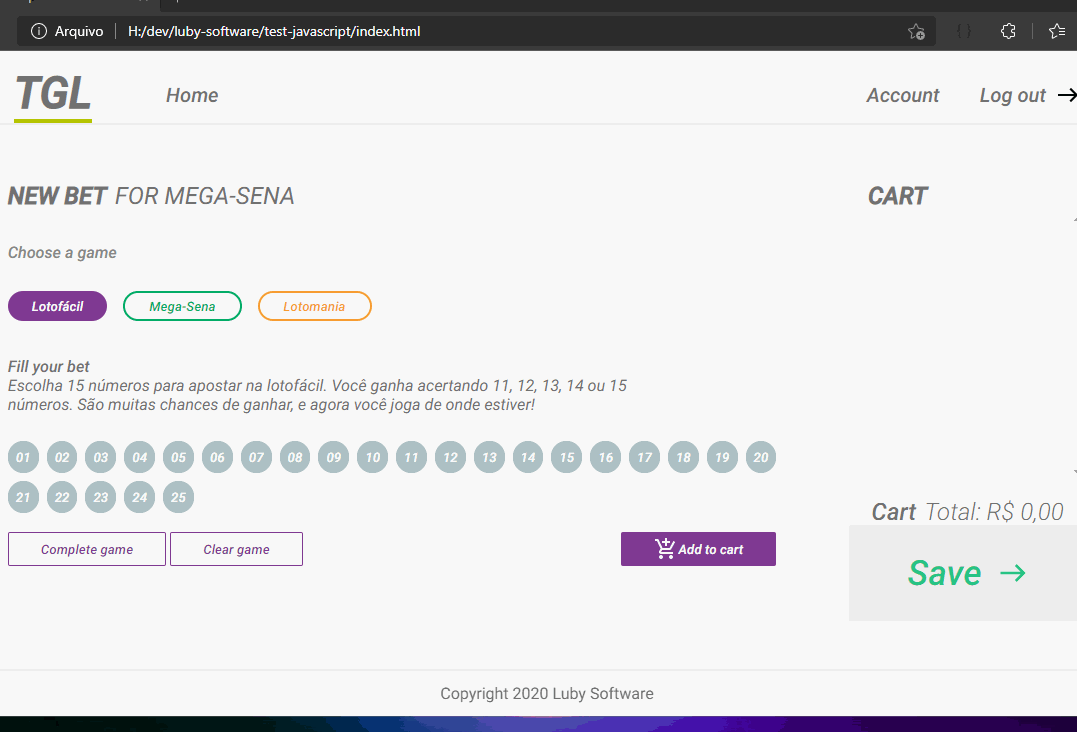 Arquivo H:/dev/luby-software/test-javascript/index.html
TGL Home Account Log out
NEW BET FOR MEGA-SENA CART
Choose a game
Lotofácil Mega-Sena Lotomania
Fill your bet
Escolha 15 números para apostar na lotofácil. Você ganha acertando 11, 12, 13, 14 ou 15
números. São muitas chances de ganhar, e agora você joga de onde estiver!
01 02 03 04 05 06 07 08 09 10 11 12 13 14 15 16 17 18 19 20
21 22 23 24 25
Cart Total: R$ 0,00
Complete game Clear game Add to cart
Save
Copyright 2020 Luby Software